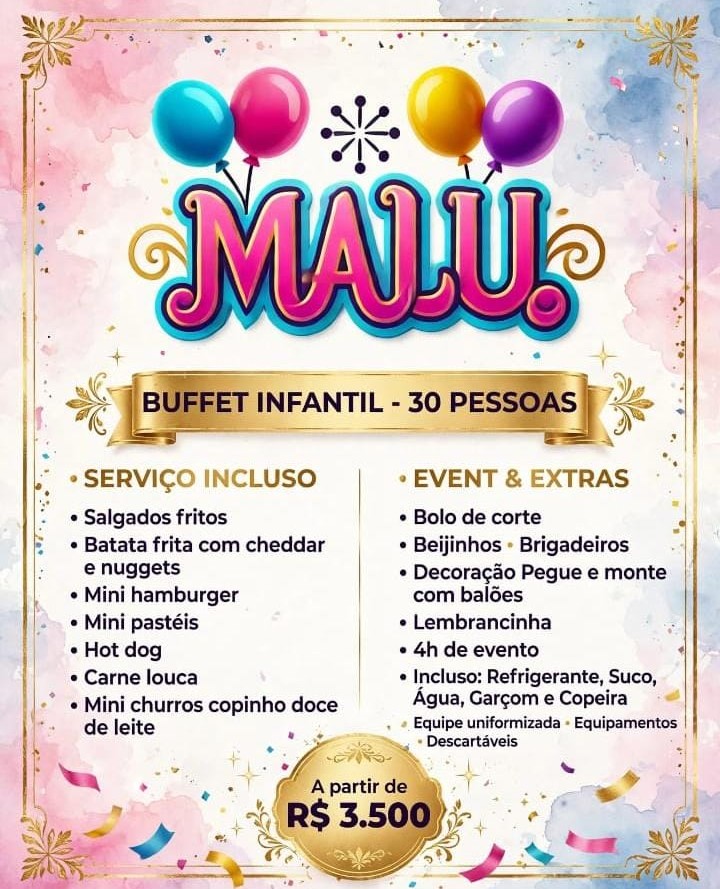 MALU.
BUFFET INFANTIL - 30 PESSOAS
• SERVIÇO INCLUSO
• Salgados fritos
• Batata frita com cheddar
e nuggets
• Mini hamburger
• Mini pastéis
• Hot dog
• Carne louca
• Mini churros copinho doce
de leite
• EVENT & EXTRAS
• Bolo de corte
• Beijinhos • Brigadeiros
• Decoração Pegue e monte
com balões
• Lembrancinha
• 4h de evento
• Incluso: Refrigerante, Suco,
Água, Garçom e Copeira
• Equipe uniformizada • Equipamentos
• Descartáveis
A partir de
R$ 3.500